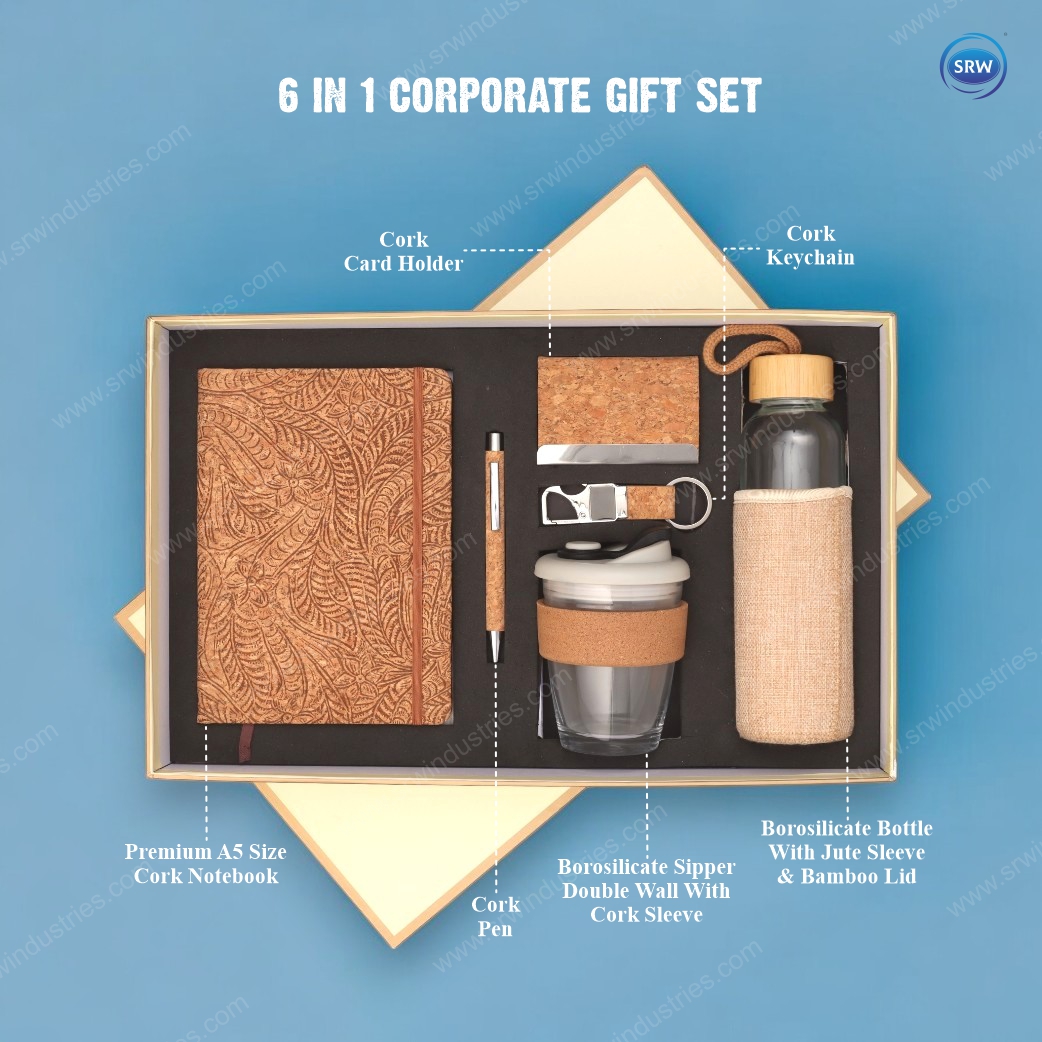 6 IN 1 CORPORATE GIFT SET
SRW
Cork
Card Holder
Cork
Keychain
Premium A5 Size
Cork Notebook
Cork
Pen
Borosilicate Sipper
Double Wall With
Cork Sleeve
Borosilicate Bottle
With Jute Sleeve
& Bamboo Lid
www.srwindustries.com